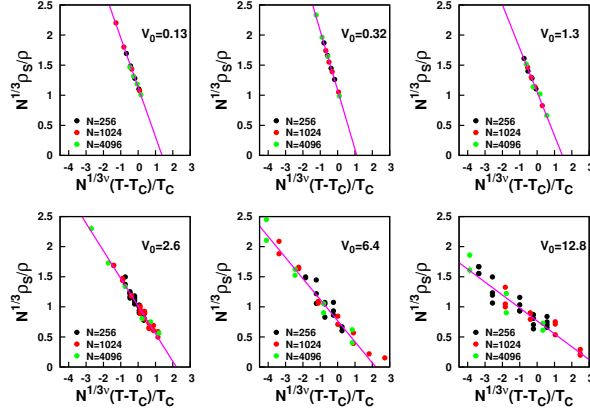 2.5 2 1.5 1 0.5 0
N^{1/3}ρ_S/ρ
V_0=0.13
N=256
N=1024
N=4096
-4 -3 -2 -1 0 1 2 3
N^{1/3ν}(T-T_C)/T_C
2.5 2 1.5 1 0.5 0
N^{1/3}ρ_S/ρ
V_0=0.32
N=256
N=1024
N=4096
-4 -3 -2 -1 0 1 2 3
N^{1/3ν}(T-T_C)/T_C
2.5 2 1.5 1 0.5 0
N^{1/3}ρ_S/ρ
V_0=1.3
N=256
N=1024
N=4096
-4 -3 -2 -1 0 1 2 3
N^{1/3ν}(T-T_C)/T_C
2.5 2 1.5 1 0.5 0
N^{1/3}ρ_S/ρ
V_0=2.6
N=256
N=1024
N=4096
-4 -3 -2 -1 0 1 2 3
N^{1/3ν}(T-T_C)/T_C
2.5 2 1.5 1 0.5 0
N^{1/3}ρ_S/ρ
V_0=6.4
N=256
N=1024
N=4096
-4 -3 -2 -1 0 1 2 3
N^{1/3ν}(T-T_C)/T_C
2.5 2 1.5 1 0.5 0
N^{1/3}ρ_S/ρ
V_0=12.8
N=256
N=1024
N=4096
-4 -3 -2 -1 0 1 2 3
N^{1/3ν}(T-T_C)/T_C